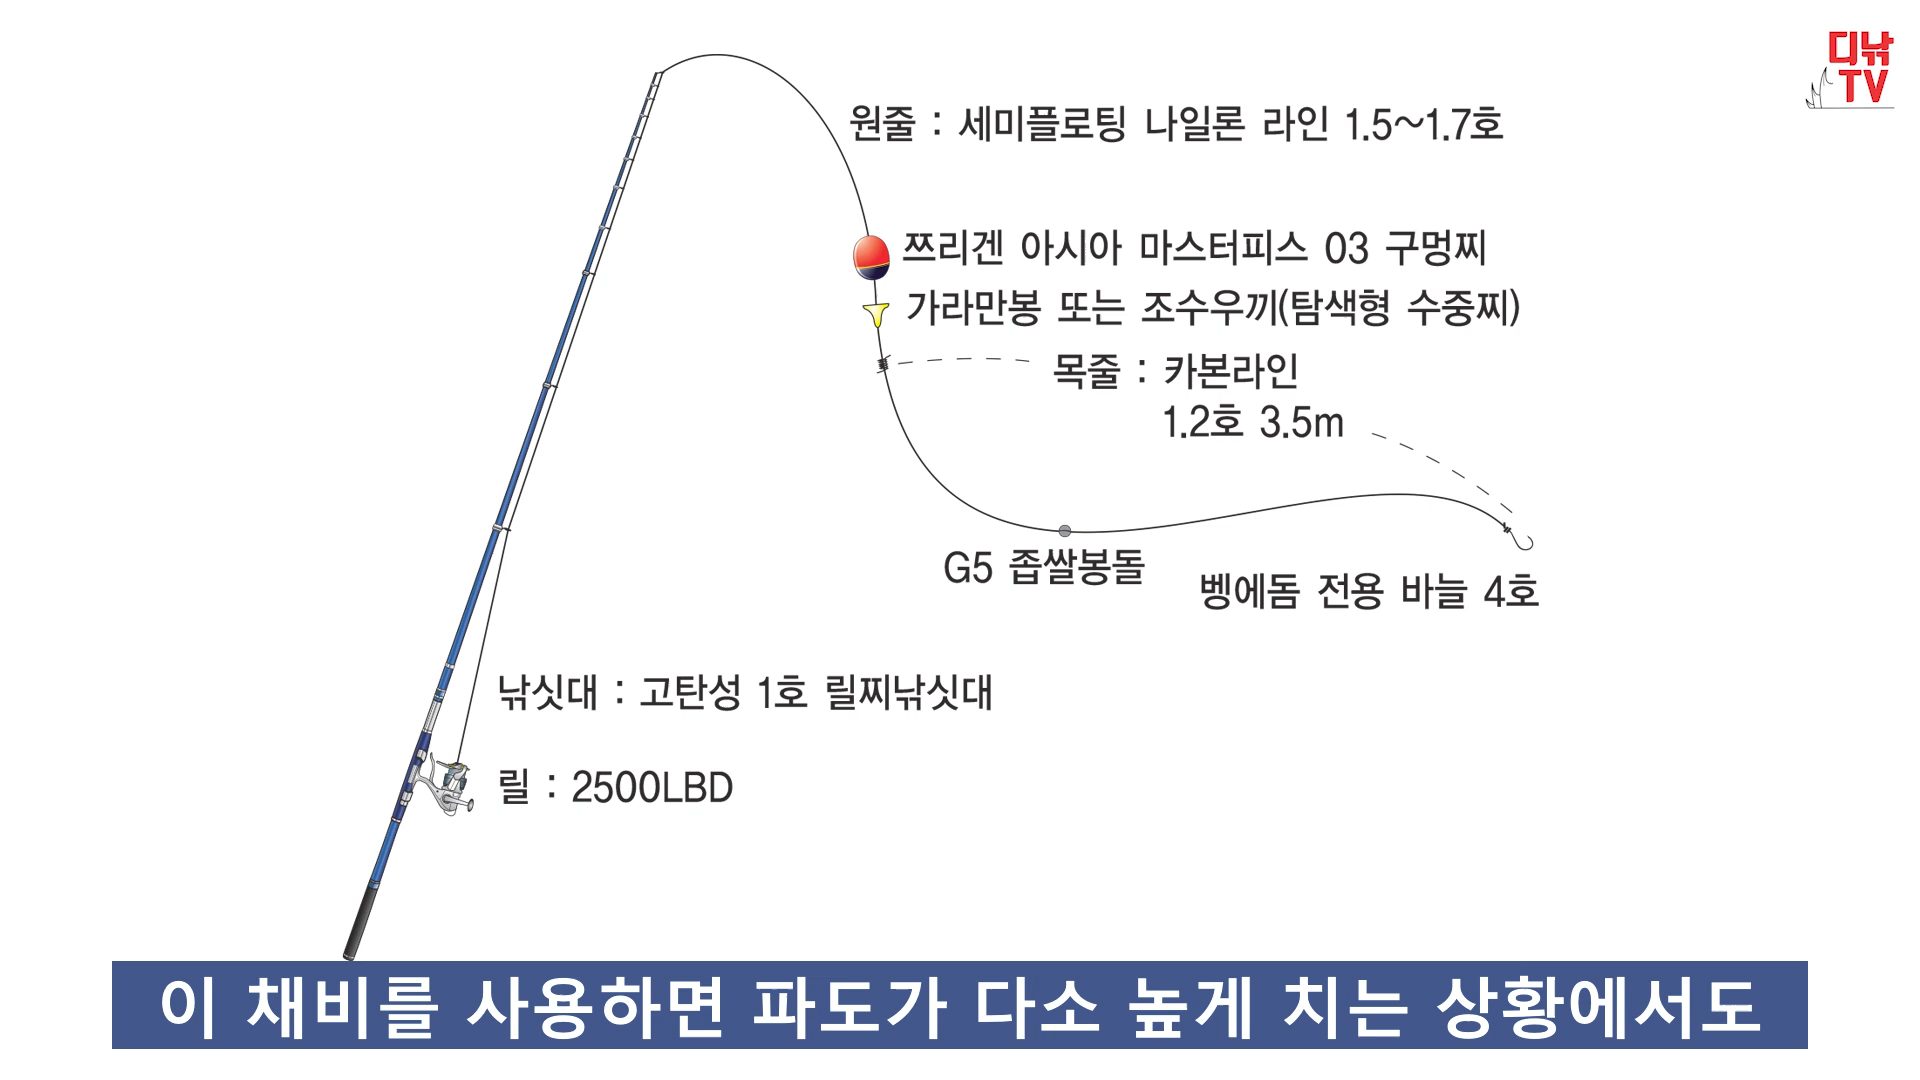 디낚
TV
원줄 : 세미플로팅 나일론 라인 1.5~1.7호
쯔리겐 아시아 마스터피스 03 구멍찌
가라만봉 또는 조수우끼(탐색형 수중찌)
목줄 : 카본라인
1.2호 3.5m
G5 좁쌀봉돌
벵에돔 전용 바늘 4호
낚싯대 : 고탄성 1호 릴찌낚싯대
릴 : 2500LBD
이 채비를 사용하면 파도가 다소 높게 치는 상황에서도